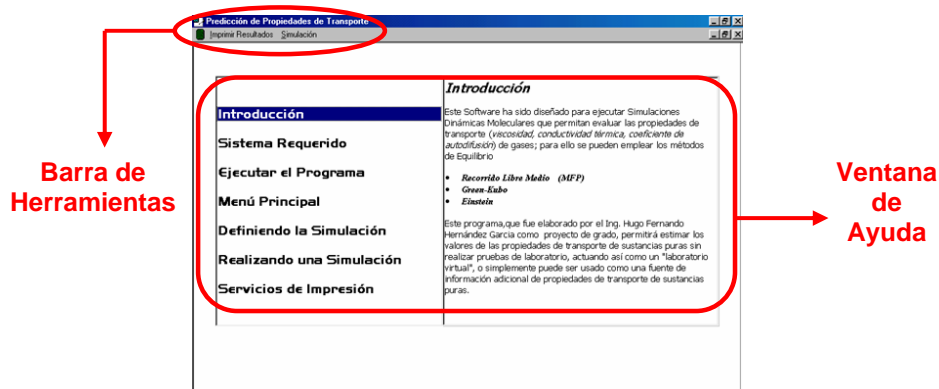 Predicción de Propiedades de Transporte
Imprimir Resultados Simulación
Barra de
Herramientas
Introducción
Sistema Requerido
Ejecutar el Programa
Menú Principal
Definiendo la Simulación
Realizando una Simulación
Servicios de Impresión
Introducción
Este Software ha sido diseñado para ejecutar Simulaciones
Dinámicas Moleculares que permitan evaluar las propiedades de
transporte (viscosidad, conductividad térmica, coeficiente de
autodifusión) de gases; para ello se pueden emplear los métodos
de Equilibrio
• Recorrido Libre Medio (MFP)
• Green-Kubo
• Einstein
Este programa,que fue elaborado por el Ing. Hugo Fernando
Hernández Garcia como proyecto de grado, permitirá estimar los
valores de las propiedades de transporte de sustancias puras sin
realizar pruebas de laboratorio, actuando así como un "laboratorio
virtual", o simplemente puede ser usado como una fuente de
información adicional de propiedades de transporte de sustancias
puras.
Ventana
de
Ayuda